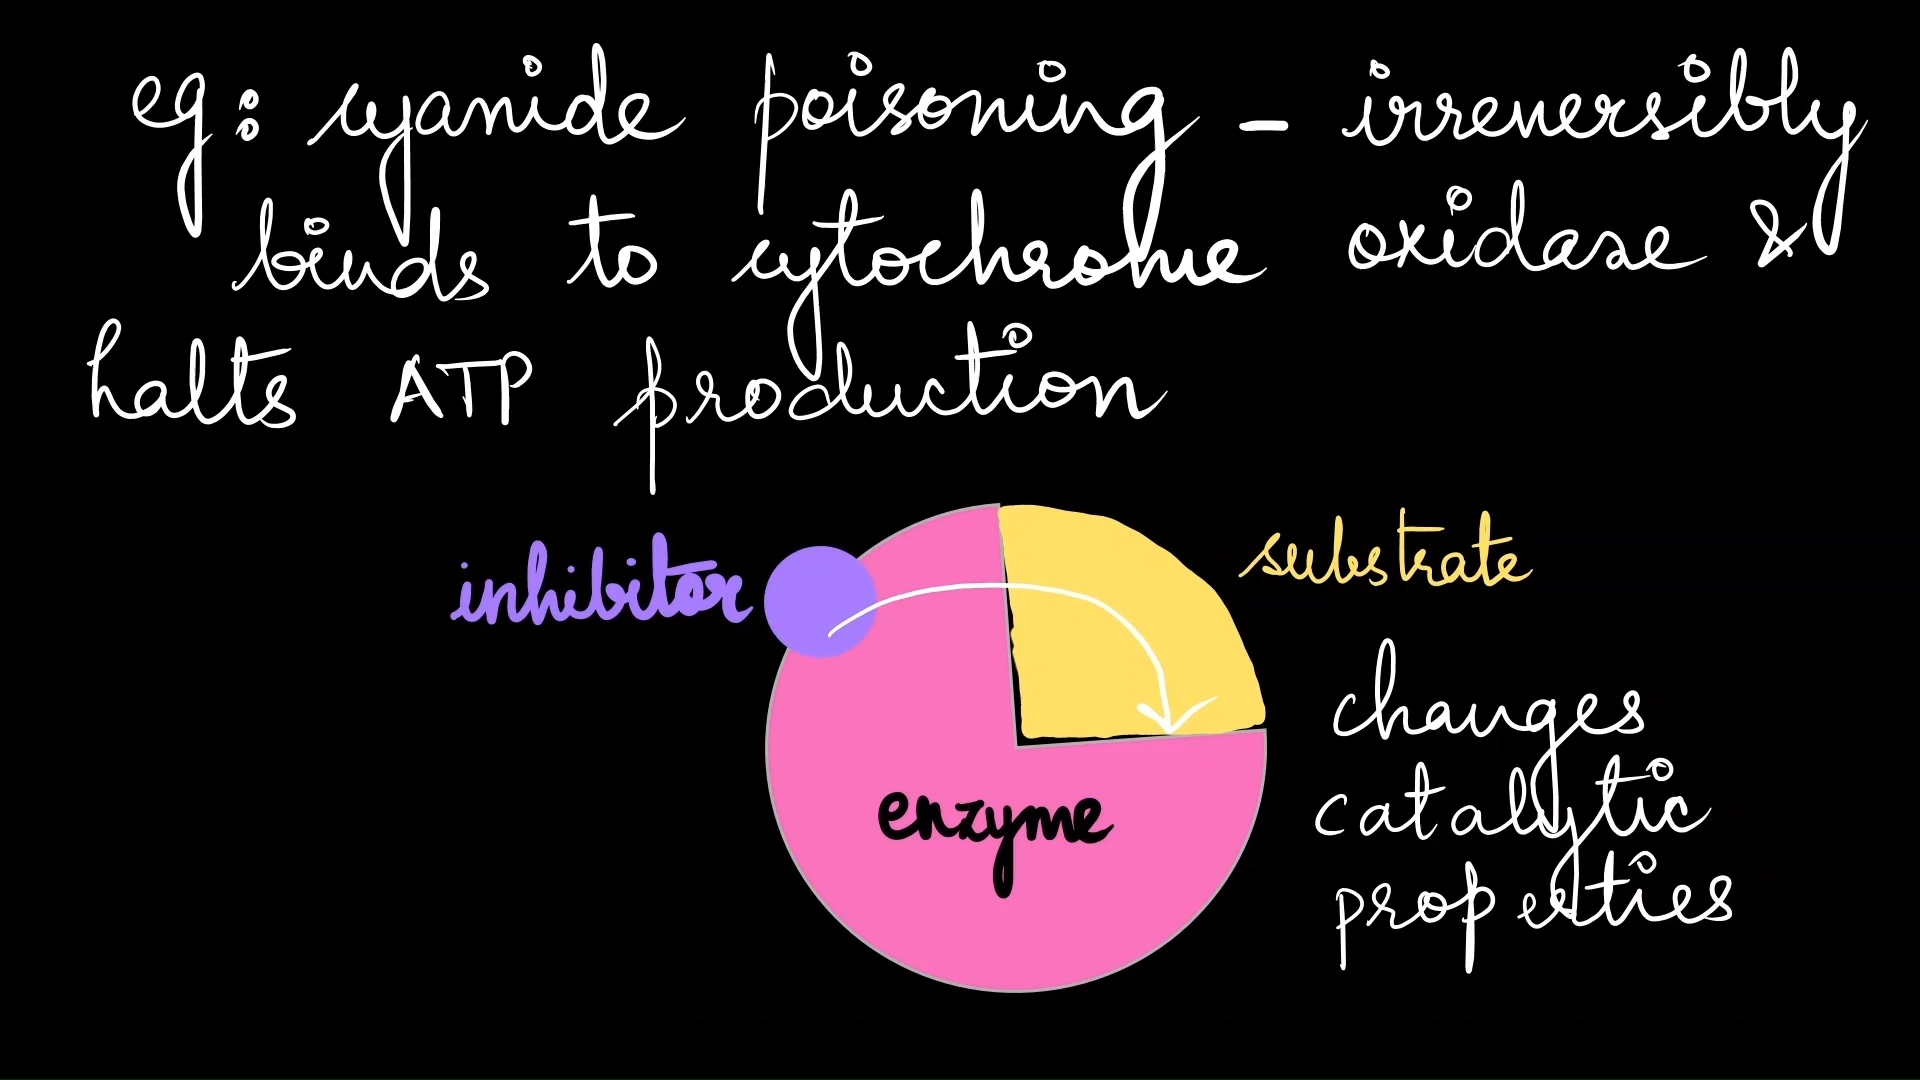 eg: cyanide poisoning - irreversibly
binds to cytochrome oxidase &
halts ATP production
inhibitor
substrate
enzyme
changes
catalytic
properties